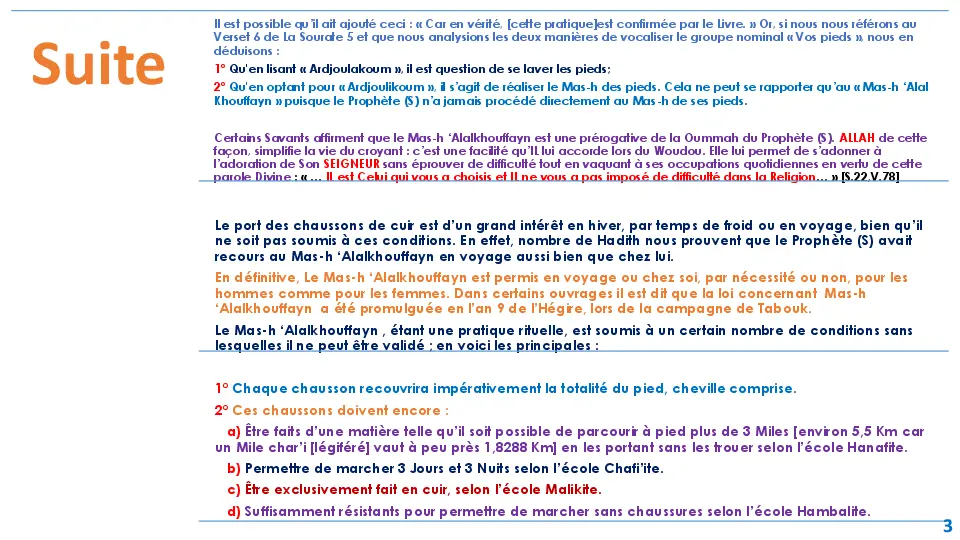 Suite
Il est possible qu'il ait ajouté ceci : « Car en vérité, [cette pratique]est confirmée par le Livre. » Or, si nous nous référons au
Verset 6 de La Sourate 5 et que nous analysions les deux manières de vocaliser le groupe nominal « Vos pieds », nous en
déduisons :
1° Qu'en lisant « Ardjoulakoum », il est question de se laver les pieds;
2° Qu'en optant pour « Ardjoulikoum », il s'agit de réaliser le Mas-h des pieds. Cela ne peut se rapporter qu'au « Mas-h 'Alal
Khouffayn » puisque le Prophète (S) n'a jamais procédé directement au Mas-h de ses pieds.
Certains Savants affirment que le Mas-h 'Alalkhouffayn est une prérogative de la Oummah du Prophète (S). ALLAH de cette
façon, simplifie la vie du croyant : c'est une facilité qu'IL lui accorde lors du Woudou. Elle lui permet de s'adonner à
l'adoration de Son SEIGNEUR sans éprouver de difficulté tout en vaquant à ses occupations quotidiennes en vertu de cette
parole Divine : « ... IL est Celui qui vous a choisis et IL ne vous a pas imposé de difficulté dans la Religion... » [S.22,V.78]
Le port des chaussons de cuir est d'un grand intérêt en hiver, par temps de froid ou en voyage, bien qu'il
ne soit pas soumis à ces conditions. En effet, nombre de Hadith nous prouvent que le Prophète (S) avait
recours au Mas-h 'Alalkhouffayn en voyage aussi bien que chez lui.
En définitive, Le Mas-h 'Alalkhouffayn est permis en voyage ou chez soi, par nécessité ou non, pour les
hommes comme pour les femmes. Dans certains ouvrages il est dit que la loi concernant Mas-h
'Alalkhouffayn a été promulguée en l'an 9 de l'Hégire, lors de la campagne de Tabouk.
Le Mas-h 'Alalkhouffayn , étant une pratique rituelle, est soumis à un certain nombre de conditions sans
lesquelles il ne peut être validé ; en voici les principales :
1° Chaque chausson recouvrira impérativement la totalité du pied, cheville comprise.
2° Ces chaussons doivent encore :
a) Être faits d'une matière telle qu'il soit possible de parcourir à pied plus de 3 Miles [environ 5,5 Km car
un Mile char'i [légiféré] vaut à peu près 1,8288 Km] en les portant sans les trouer selon l'école Hanafite.
b) Permettre de marcher 3 Jours et 3 Nuits selon l'école Chafi'ite.
c) Être exclusivement fait en cuir, selon l'école Malikite.
d) Suffisamment résistants pour permettre de marcher sans chaussures selon l'école Hambalite.
3